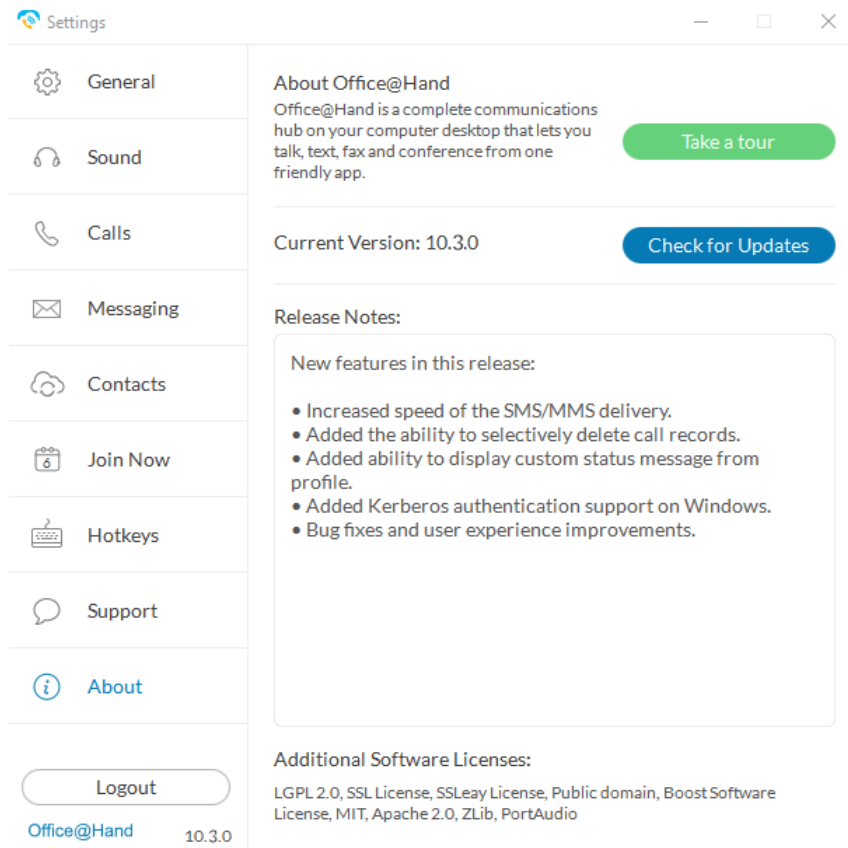 Settings
General
Sound
Calls
Messaging
Contacts
6
Join Now
Hotkeys
Support
i
About
Logout
Office@Hand
10.3.0
About Office@Hand
Office@Hand is a complete communications
hub on your computer desktop that lets you
talk, text, fax and conference from one
friendly app.
Take a tour
Current Version: 10.3.0
Check for Updates
Release Notes:
New features in this release:
• Increased speed of the SMS/MMS delivery.
• Added the ability to selectively delete call records.
• Added ability to display custom status message from
profile.
• Added Kerberos authentication support on Windows.
• Bug fixes and user experience improvements.
Additional Software Licenses:
LGPL 2.0, SSL License, SSLeay License, Public domain, Boost Software
License, MIT, Apache 2.0, ZLib, PortAudio